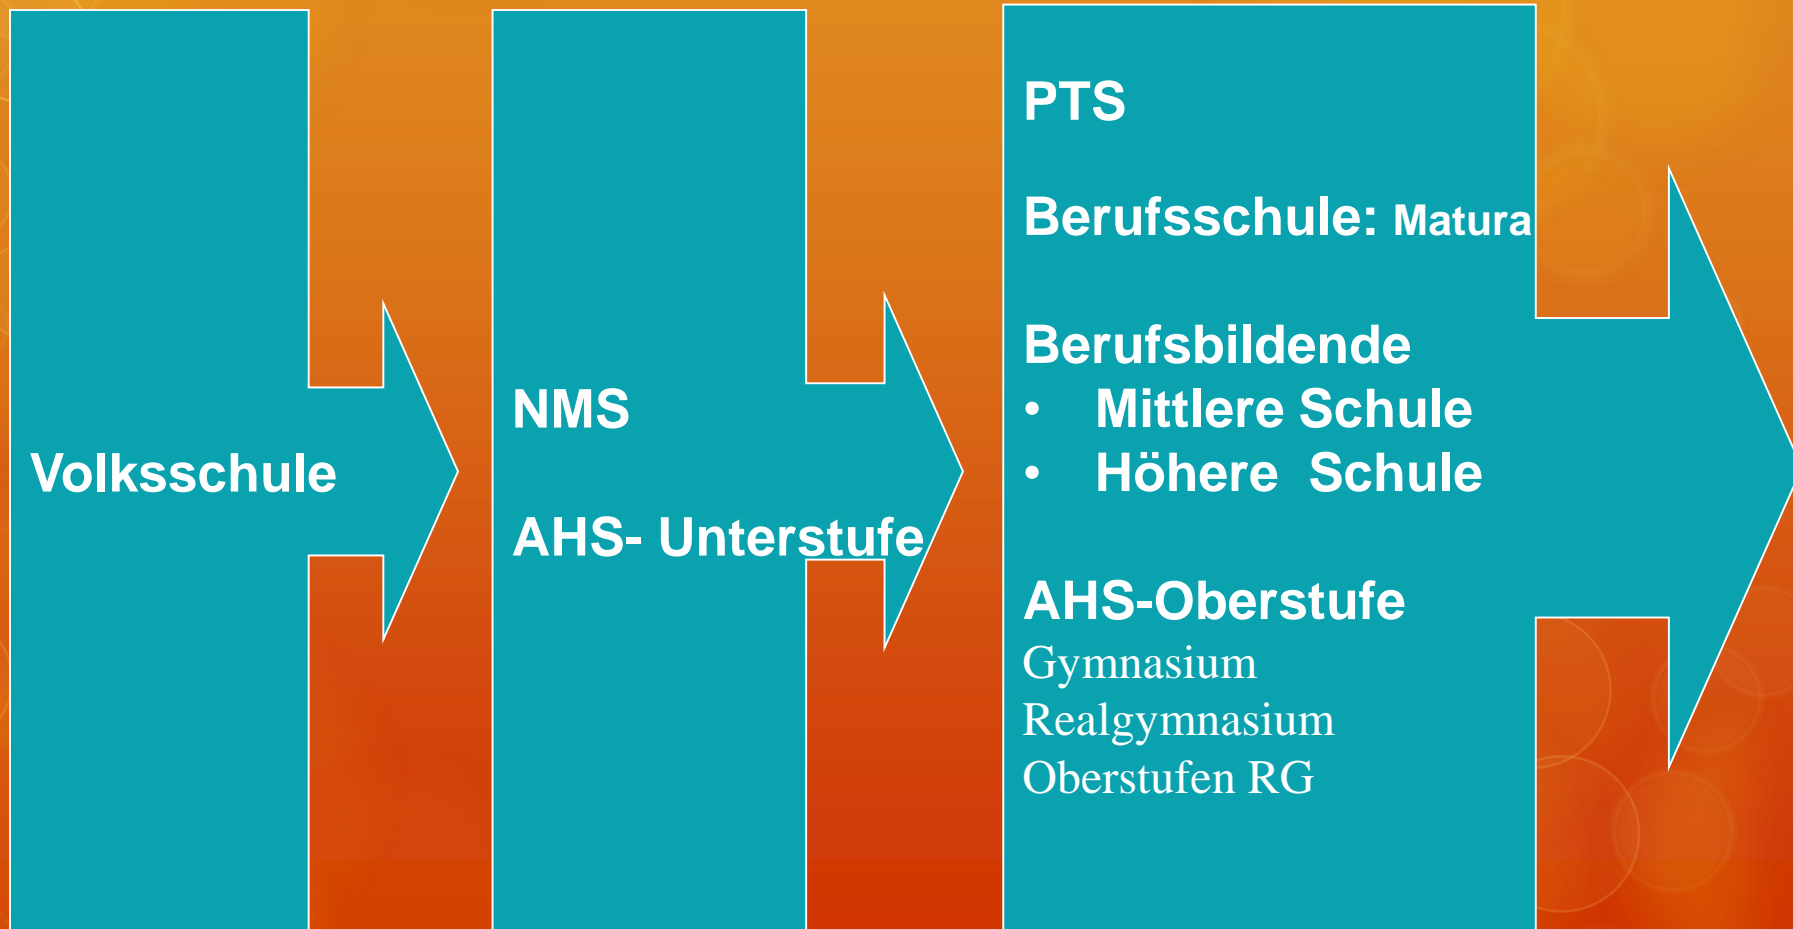 Volksschule
NMS
AHS- Unterstufe
PTS
Berufsschule: Matura
Berufsbildende
• Mittlere Schule
• Höhere Schule
AHS-Oberstufe
Gymnasium
Realgymnasium
Oberstufen RG